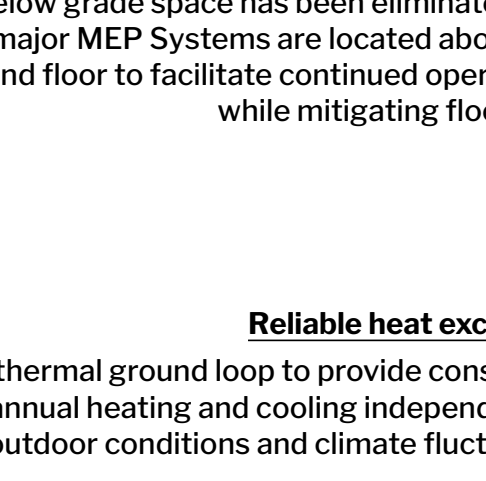 elow grade space has been eliminat
major MEP Systems are located abo
nd floor to facilitate continued oper
while mitigating flo
Reliable heat exc
thermal ground loop to provide cons
annual heating and cooling independ
outdoor conditions and climate fluct